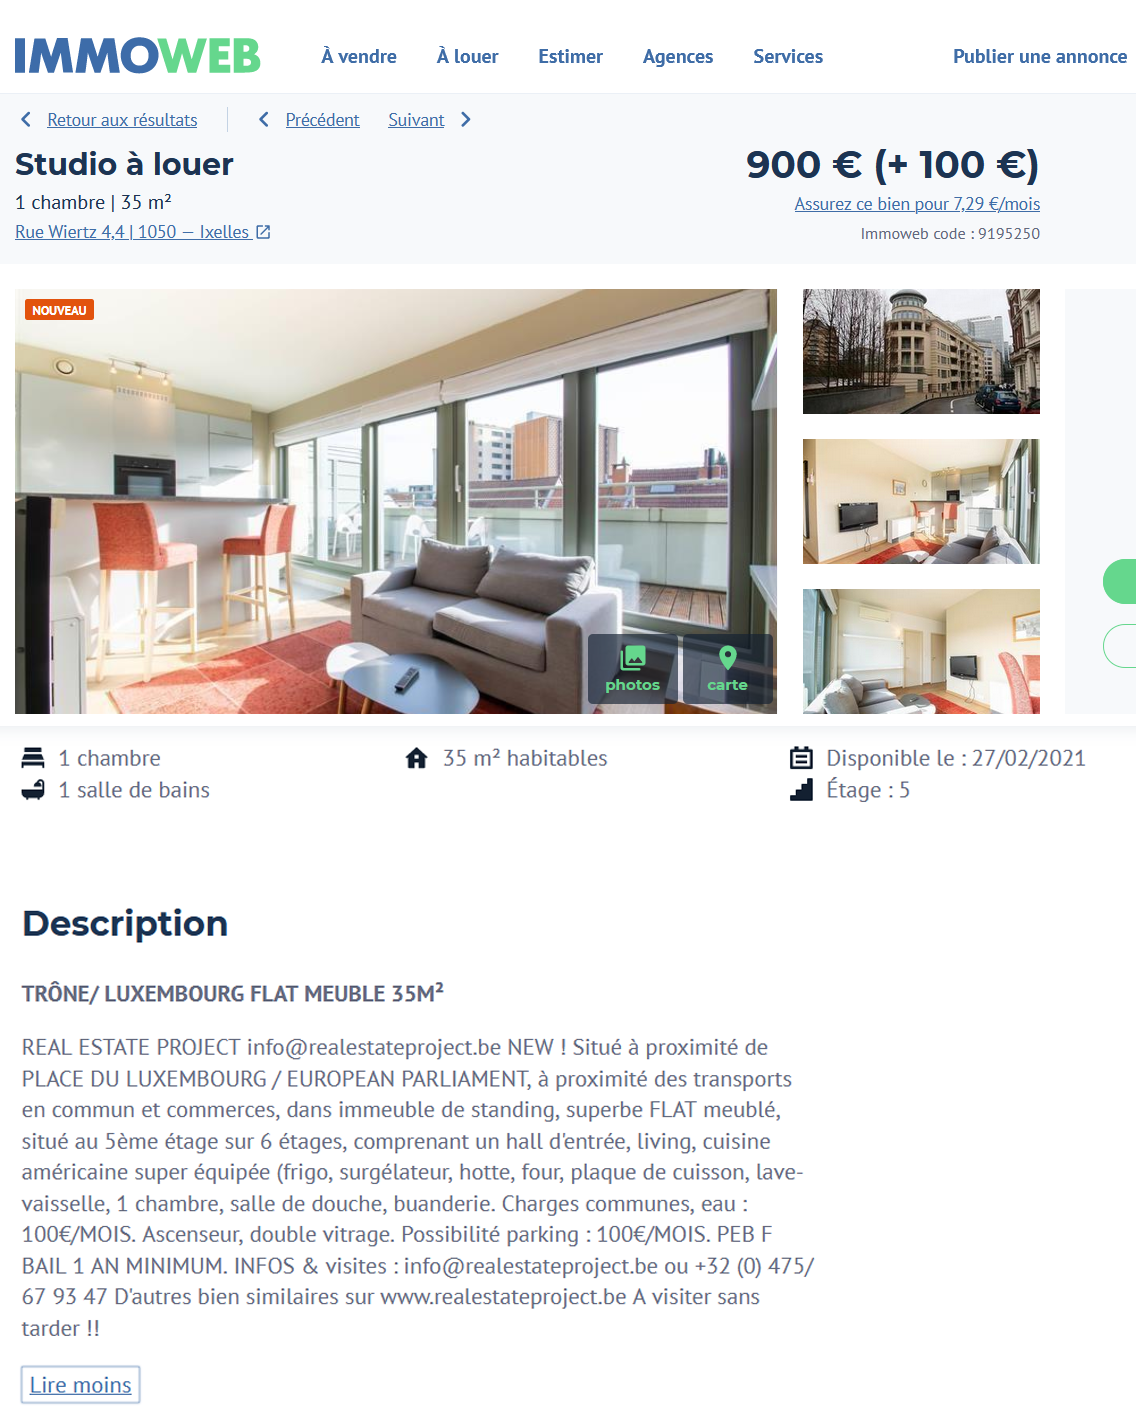 IMMOWEB
À vendre À louer Estimer Agences Services Publier une annonce
Retour aux résultats Précédent Suivant
Studio à louer
900 € (+ 100 €)
1 chambre | 35 m²
Assurez ce bien pour 7,29 €/mois
Rue Wiertz 4,4 | 1050 — Ixelles
Immoweb code : 9195250
NOUVEAU
photos carte
1 chambre 35 m² habitables Disponible le : 27/02/2021
1 salle de bains Étage : 5
Description
TRÔNE/ LUXEMBOURG FLAT MEUBLE 35M²
REAL ESTATE PROJECT info@realestateproject.be NEW ! Situé à proximité de
PLACE DU LUXEMBOURG / EUROPEAN PARLIAMENT, à proximité des transports
en commun et commerces, dans immeuble de standing, superbe FLAT meublé,
situé au 5ème étage sur 6 étages, comprenant un hall d'entrée, living, cuisine
américaine super équipée (frigo, surgélateur, hotte, four, plaque de cuisson, lave-
vaisselle, 1 chambre, salle de douche, buanderie. Charges communes, eau :
100€/MOIS. Ascenseur, double vitrage. Possibilité parking : 100€/MOIS. PEB F
BAIL 1 AN MINIMUM. INFOS & visites : info@realestateproject.be ou +32 (0) 475/
67 93 47 D'autres bien similaires sur www.realestateproject.be A visiter sans
tarder !!
Lire moins